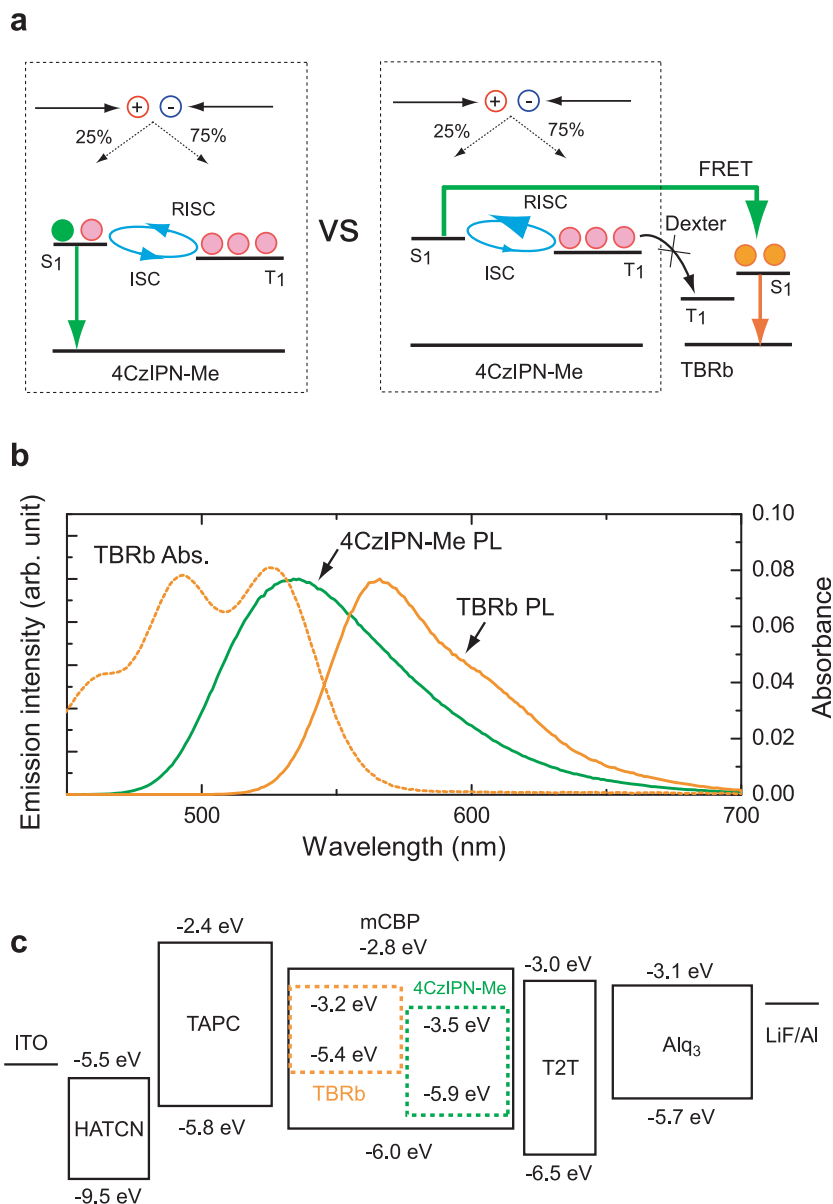 a
+ - + -
25% 75% 25% 75%
FRET
RISC VS RISC Dexter
S1 ISC T1 S1 ISC T1 T1 S1
4CzIPN-Me 4CzIPN-Me TBRb
b
Emission intensity (arb. unit)
TBRb Abs.
4CzIPN-Me PL
TBRb PL
0.10
0.08
0.06
0.04
0.02
0.00
Absorbance
500 600 700
Wavelength (nm)
c
-2.4 eV mCBP
-2.8 eV -3.0 eV -3.1 eV
4CzIPN-Me
-3.2 eV
-3.5 eV
ITO TAPC T2T Alq3 LiF/Al
-5.5 eV -5.4 eV
TBRb -5.9 eV
HATCN -5.8 eV -5.7 eV
-6.0 eV
-9.5 eV -6.5 eV